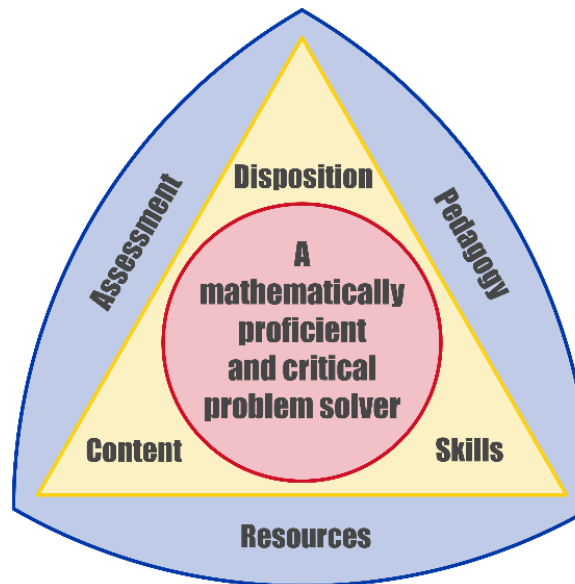 Disposition
Assessment
Pedagogy
A
mathematically
proficient
and critical
problem solver
Content
Skills
Resources